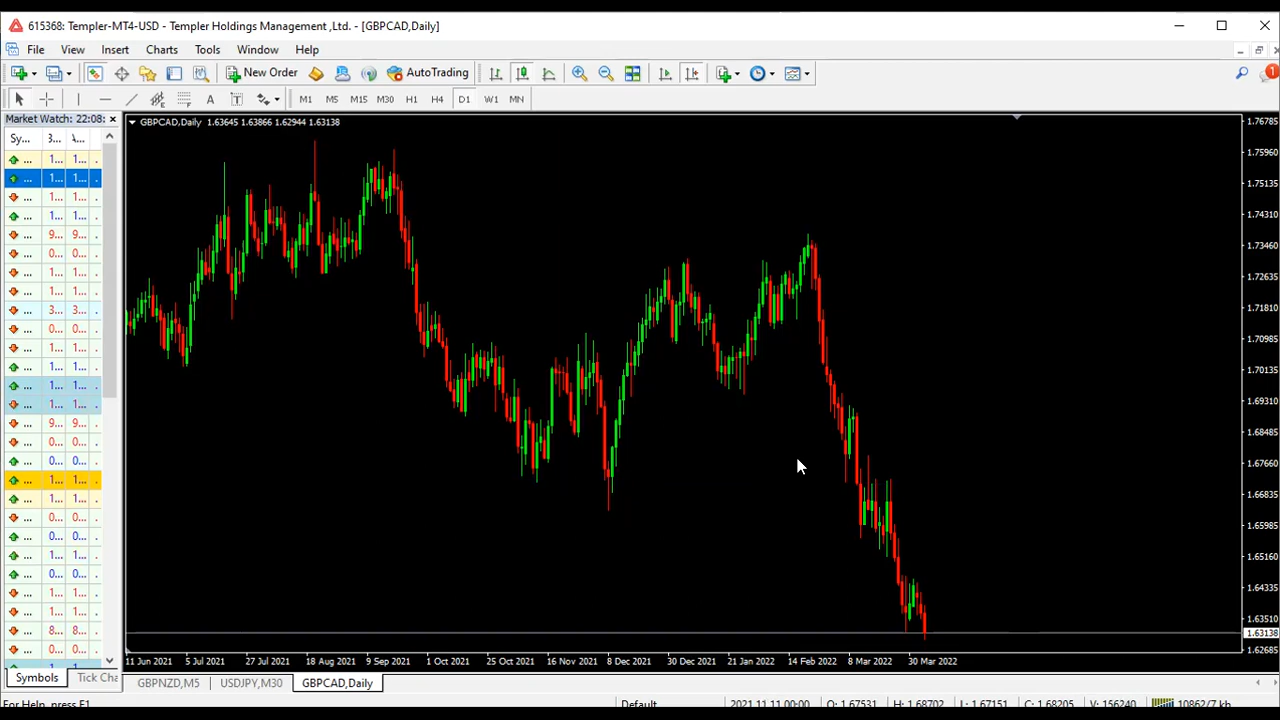 615368: Templer-MT4-USD - Templer Holdings Management ,Ltd. - [GBPCAD,Daily]
File View Insert Charts Tools Window Help
New Order AutoTrading
M1 M5 M15 M30 H1 H4 D1 W1 MN
Market Watch: 22:08:
Sy...
GBPCAD,Daily 1.63645 1.63866 1.62944 1.63138
1.76785
1.75960
1.75135
1.74310
1.73460
1.72635
1.71810
1.70985
1.70135
1.69310
1.68485
1.67660
1.66835
1.65985
1.65160
1.64335
1.63510
1.63138
1.62685
11 Jun 2021 5 Jul 2021 27 Jul 2021 18 Aug 2021 9 Sep 2021 1 Oct 2021 25 Oct 2021 16 Nov 2021 8 Dec 2021 30 Dec 2021 21 Jan 2022 14 Feb 2022 8 Mar 2022 30 Mar 2022
Symbols Tick Cha
GBPNZD,M5 USDJPY,M30 GBPCAD,Daily
For Help, press F1 Default 2021.11.11 00:00 O: 1.67531 H: 1.68702 L: 1.67151 C: 1.68205 V: 156240 10862/7 kb